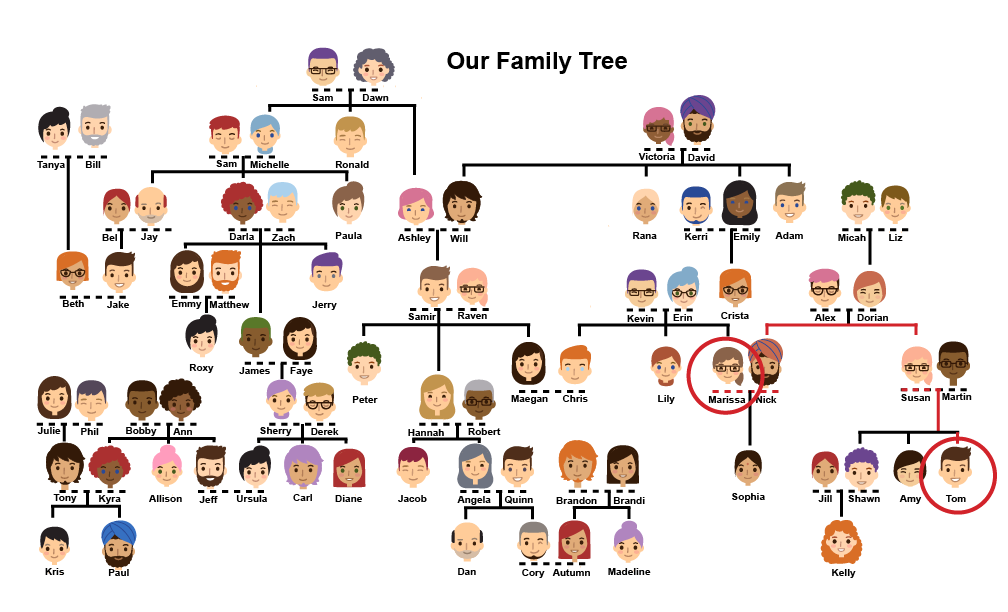 Our Family Tree
Sam Dawn
Tanya Bill
Sam Michelle Ronald
Victoria David
Bel Jay Darla Zach Paula Ashley Will Rana Kerri Emily Adam Micah Liz
Beth Jake Emmy Matthew Jerry Samir Raven Kevin Erin Crista Alex Dorian
Roxy James Faye Peter Maegan Chris Lily Marissa Nick Susan Martin
Julie Phil Bobby Ann Sherry Derek Hannah Robert
Tony Kyra Allison Jeff Ursula Carl Diane Jacob Angela Quinn Brandon Brandi Sophia Jill Shawn Amy Tom
Kris Paul Dan Cory Autumn Madeline Kelly